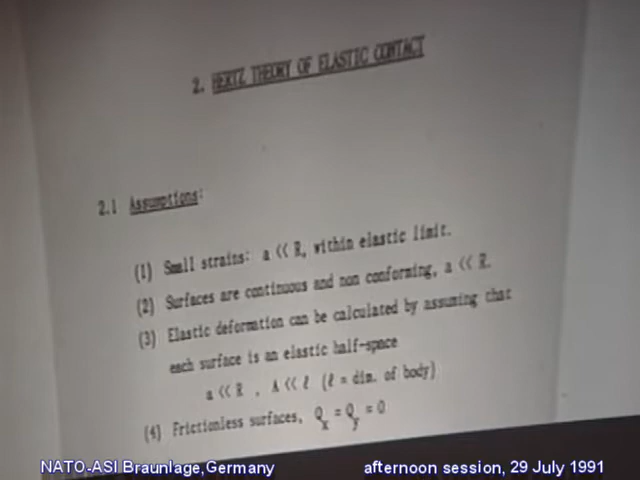 2. HERTZ THEORY OF ELASTIC CONTACT
2.1 Assumptions:
(1) Small strains: a << R, within elastic limit.
(2) Surfaces are continuous and non conforming, a << R.
(3) Elastic deformation can be calculated by assuming that
each surface is an elastic half-space
a << R , A << ℓ (ℓ = dim. of body)
(4) Frictionless surfaces, Qx = Qy = 0
NATO-ASI Braunlage,Germany afternoon session, 29 July 1991